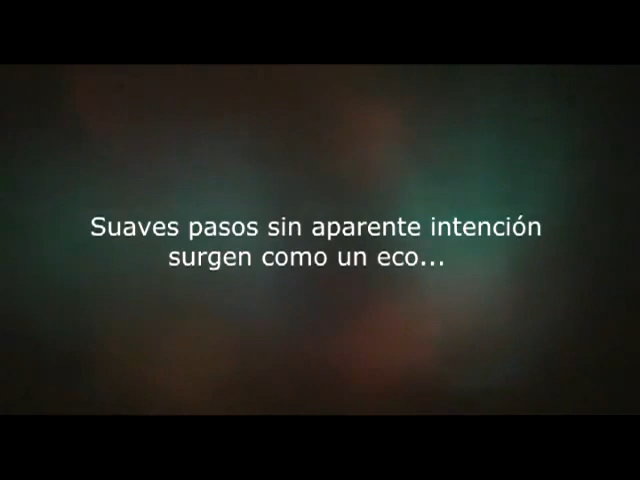 Suaves pasos sin aparente intención
surgen como un eco...